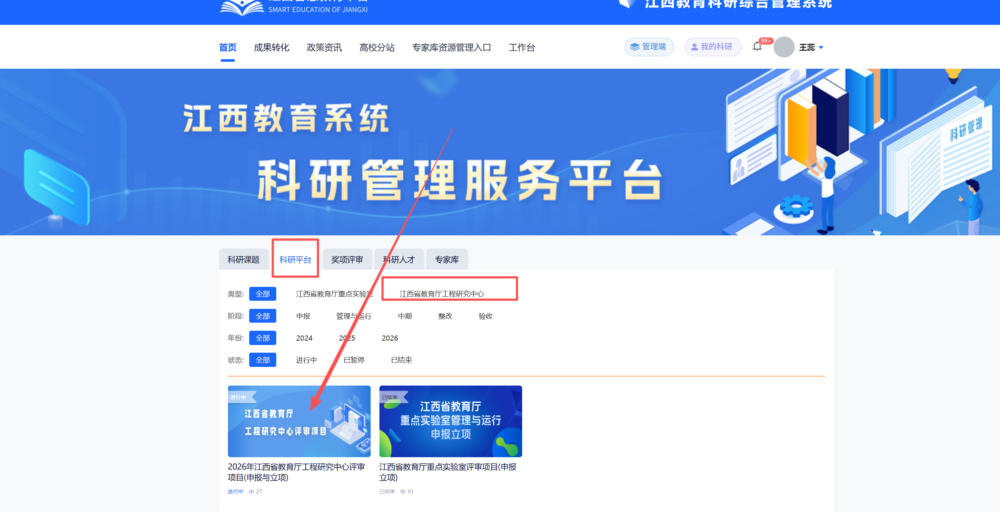 江西智慧教育平台
SMART EDUCATION OF JIANGXI
江西教育科研综合管理系统
首页
成果转化
政策资讯
高校分站
专家库资源管理入口
工作台
管理端
我的科研
99+
王蕊
江西教育系统
科研管理服务平台
科研管理
科研课题
科研平台
奖项评审
科研人才
专家库
类型: 全部 江西省教育厅重点实验室 江西省教育厅工程研究中心
阶段: 全部 申报 管理与运行 中期 整改 验收
年份: 全部 2024 2025 2026
状态: 全部 进行中 已暂停 已结束
进行中
江西省教育厅
工程研究中心评审项目
2026年江西省教育厅工程研究中心评审
项目(申报与立项)
进行中 27
已结束
江西省教育厅
重点实验室管理与运行
申报立项
江西省教育厅重点实验室评审项目(申报
立项)
已结束 91